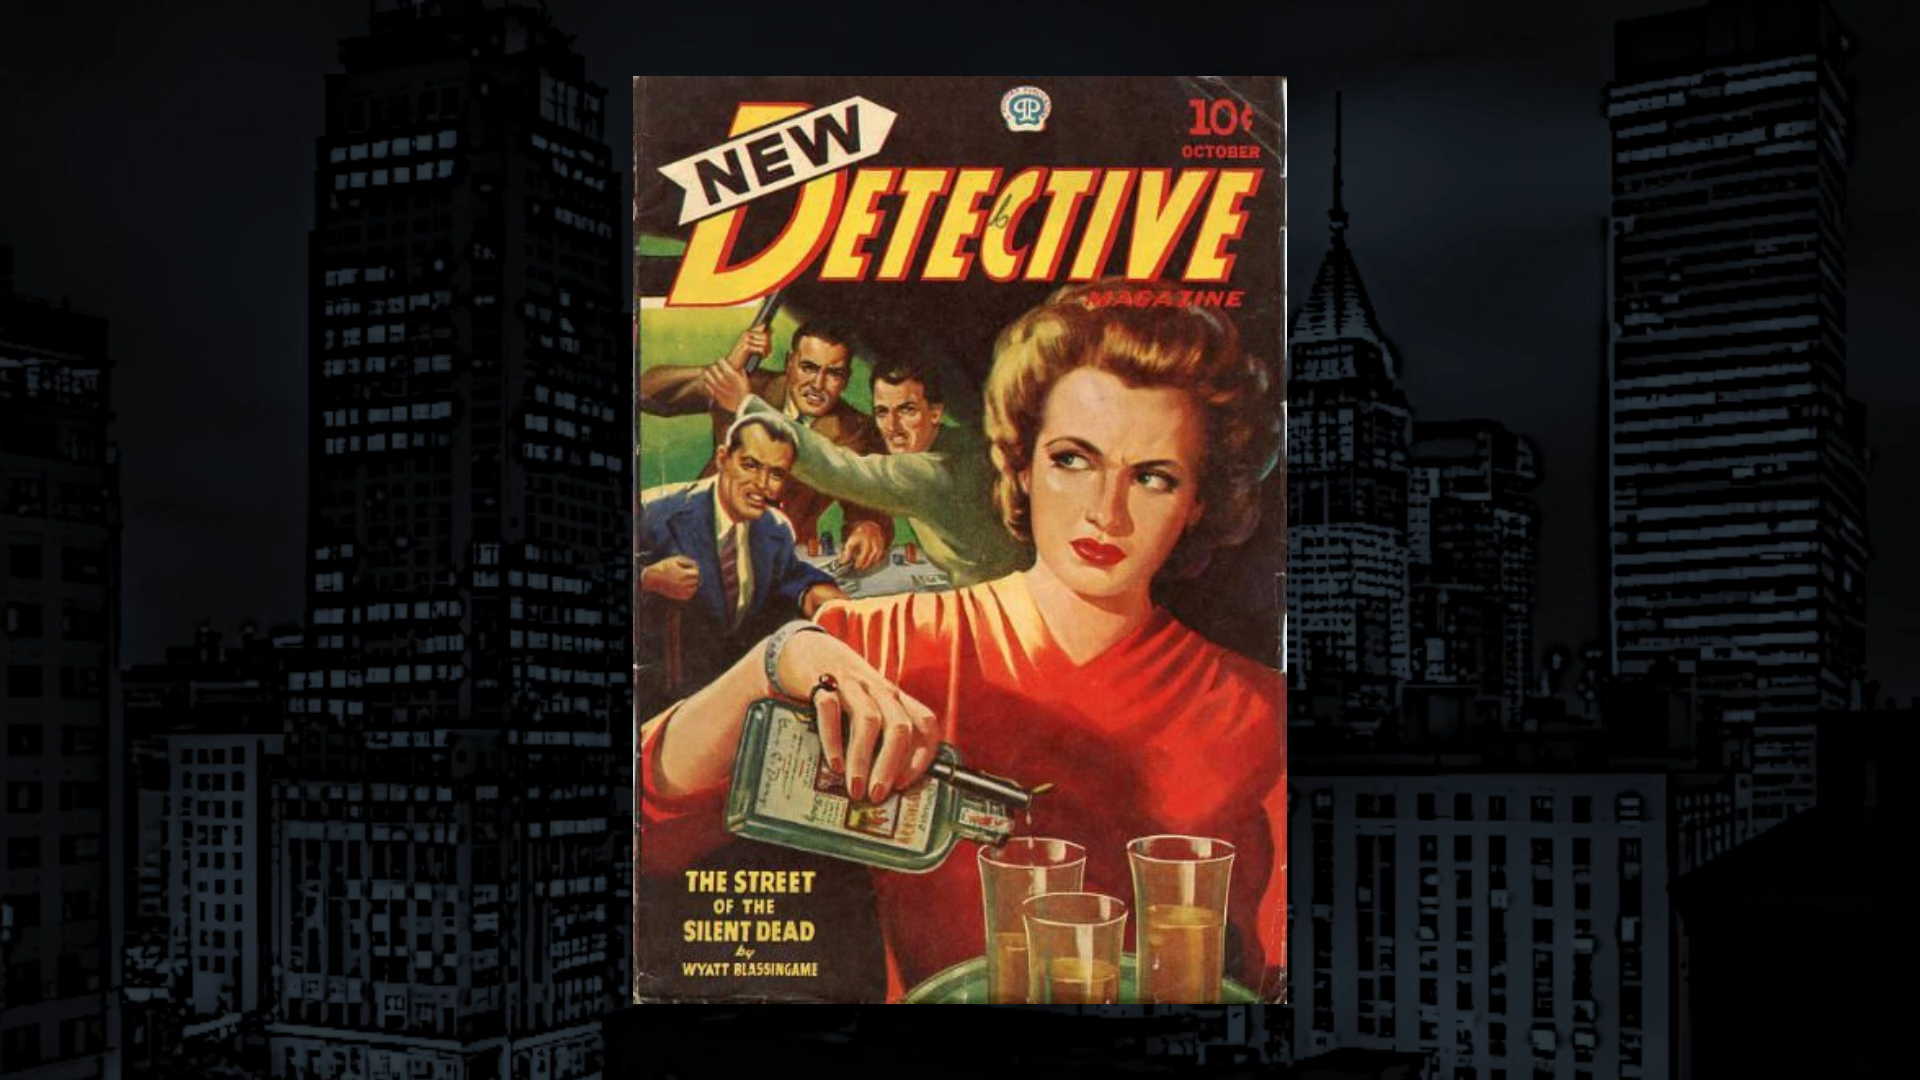 NEW
DETECTIVE
MAGAZINE
10¢
OCTOBER
THE STREET
OF THE
SILENT DEAD
by
WYATT BLASSINGAME